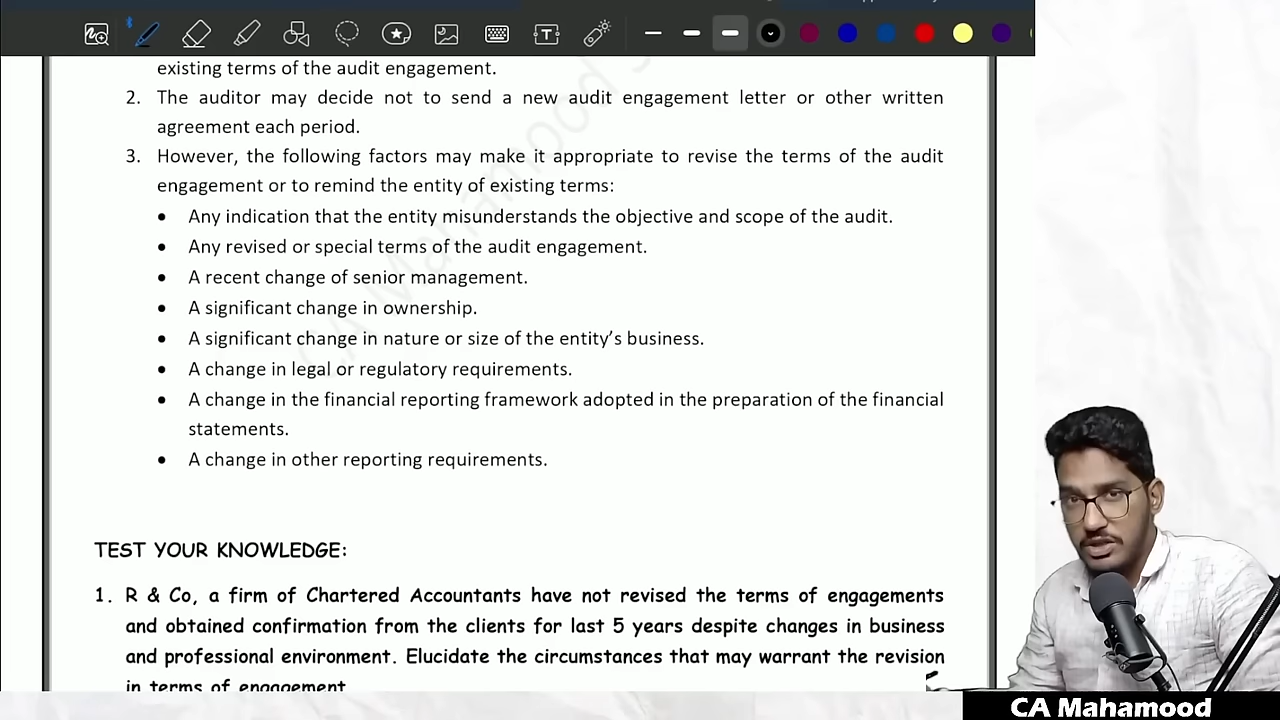 existing terms of the audit engagement.
2. The auditor may decide not to send a new audit engagement letter or other written
agreement each period.
3. However, the following factors may make it appropriate to revise the terms of the audit
engagement or to remind the entity of existing terms:
• Any indication that the entity misunderstands the objective and scope of the audit.
• Any revised or special terms of the audit engagement.
• A recent change of senior management.
• A significant change in ownership.
• A significant change in nature or size of the entity's business.
• A change in legal or regulatory requirements.
• A change in the financial reporting framework adopted in the preparation of the financial
statements.
• A change in other reporting requirements.
TEST YOUR KNOWLEDGE:
1. R & Co, a firm of Chartered Accountants have not revised the terms of engagements
and obtained confirmation from the clients for last 5 years despite changes in business
and professional environment. Elucidate the circumstances that may warrant the revision
in terms of engagement
CA Mahamood
CA Mahamood